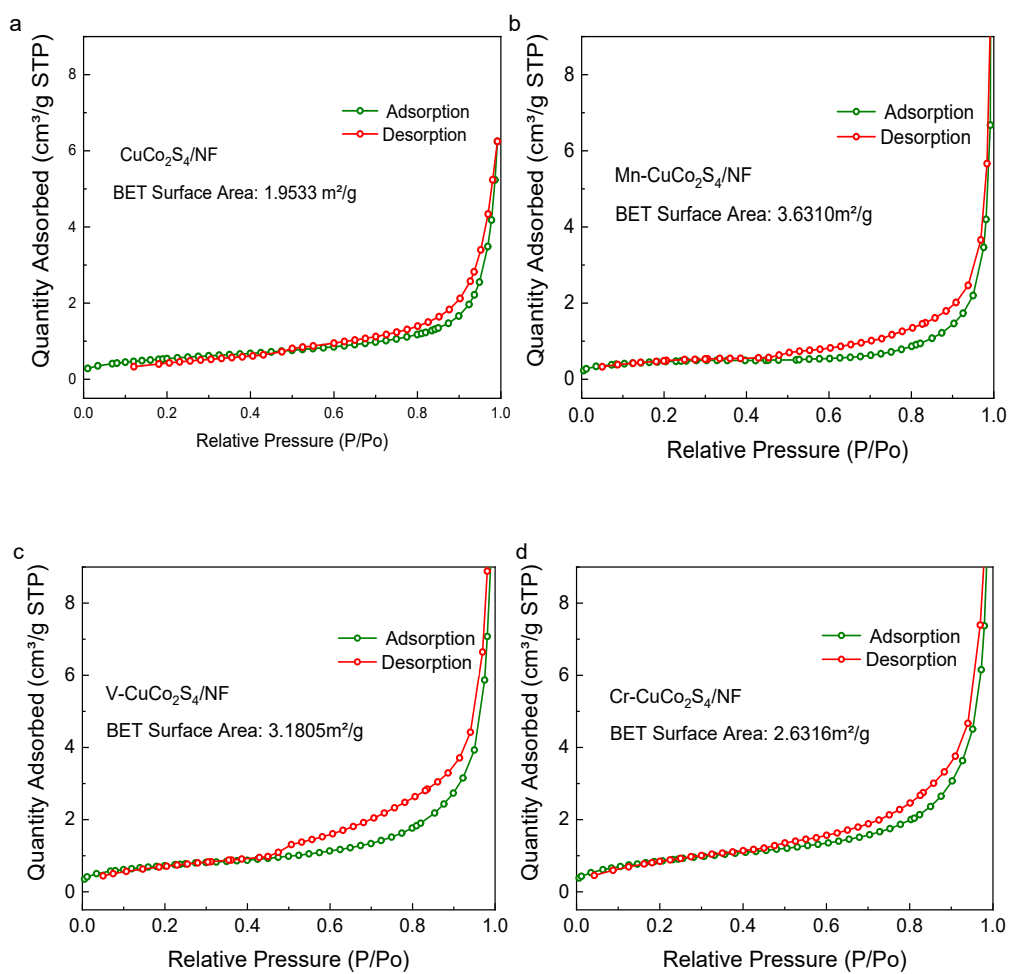 a
Quantity Adsorbed (cm³/g STP)
8
6
4
2
0
Adsorption
Desorption
CuCo₂S₄/NF
BET Surface Area: 1.9533 m²/g
0.0 0.2 0.4 0.6 0.8 1.0
Relative Pressure (P/Po)
b
Quantity Adsorbed (cm³/g STP)
8
6
4
2
0
Adsorption
Desorption
Mn-CuCo₂S₄/NF
BET Surface Area: 3.6310m²/g
0.0 0.2 0.4 0.6 0.8 1.0
Relative Pressure (P/Po)
c
Quantity Adsorbed (cm³/g STP)
8
6
4
2
0
Adsorption
Desorption
V-CuCo₂S₄/NF
BET Surface Area: 3.1805m²/g
0.0 0.2 0.4 0.6 0.8 1.0
Relative Pressure (P/Po)
d
Quantity Adsorbed (cm³/g STP)
8
6
4
2
0
Adsorption
Desorption
Cr-CuCo₂S₄/NF
BET Surface Area: 2.6316m²/g
0.0 0.2 0.4 0.6 0.8 1.0
Relative Pressure (P/Po)